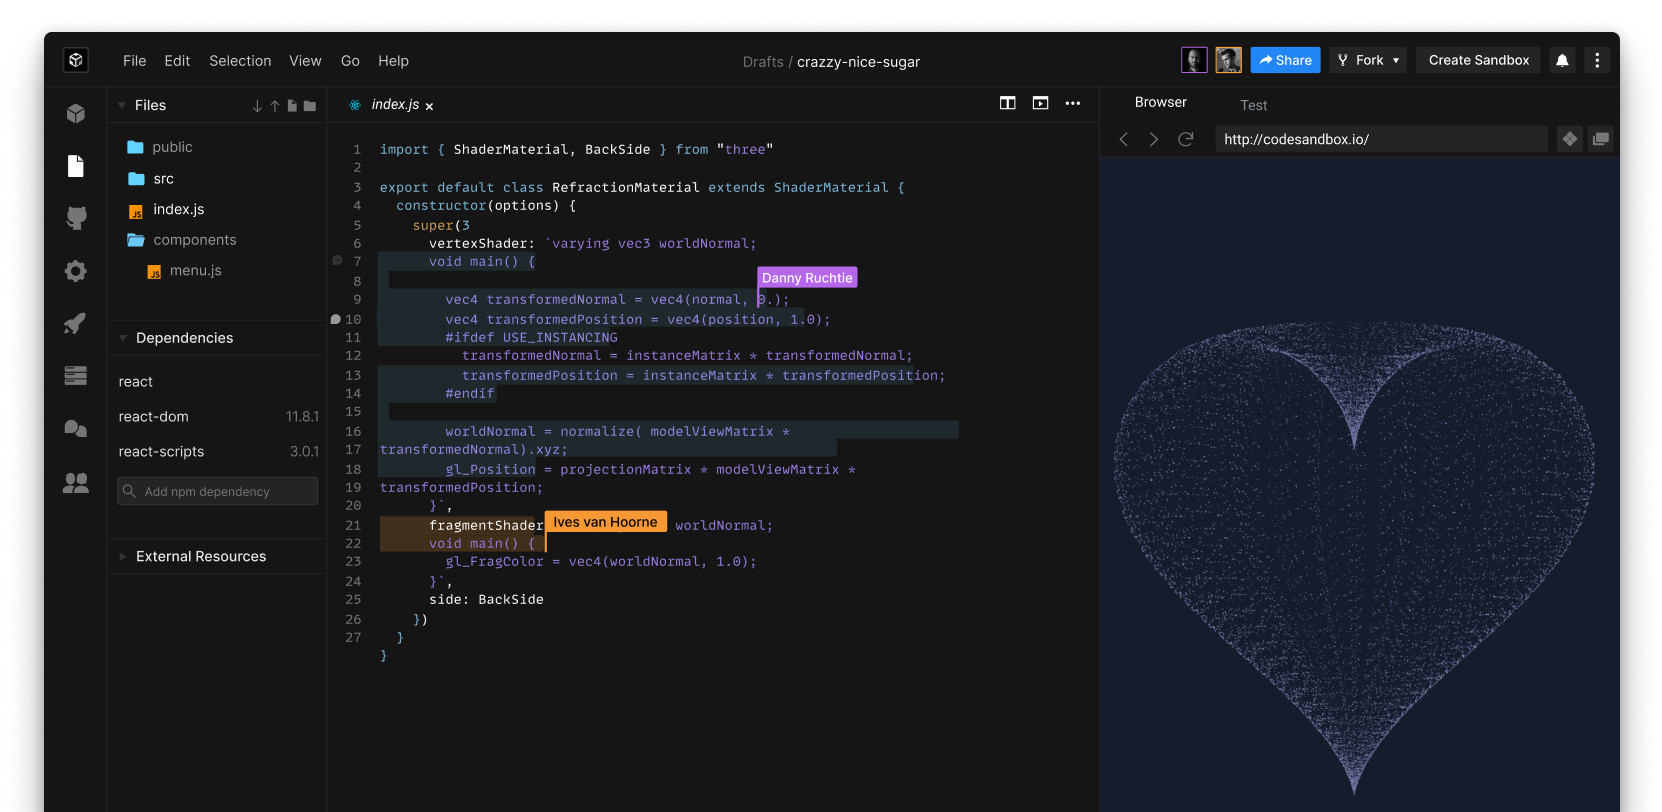 File Edit Selection View Go Help
Drafts / crazzy-nice-sugar
Share
Fork
Create Sandbox
Files
public
src
JS index.js
components
JS menu.js
Dependencies
react
react-dom 11.8.1
react-scripts 3.0.1
Add npm dependency
External Resources
index.js ×
1 import { ShaderMaterial, BackSide } from "three"
2
3 export default class RefractionMaterial extends ShaderMaterial {
4 constructor(options) {
5 super(3
6 vertexShader: `varying vec3 worldNormal;
7 void main() {
8
Danny Ruchtie
9 vec4 transformedNormal = vec4(normal, 0.);
10 vec4 transformedPosition = vec4(position, 1.0);
11 #ifdef USE_INSTANCING
12 transformedNormal = instanceMatrix * transformedNormal;
13 transformedPosition = instanceMatrix * transformedPosition;
14 #endif
15
16 worldNormal = normalize( modelViewMatrix *
17 transformedNormal).xyz;
18 gl_Position = projectionMatrix * modelViewMatrix *
19 transformedPosition;
20 }`,
21 fragmentShader Ives van Hoorne worldNormal;
22 void main() {
23 gl_FragColor = vec4(worldNormal, 1.0);
24 }`,
25 side: BackSide
26 })
27 }
}
Browser Test
http://codesandbox.io/